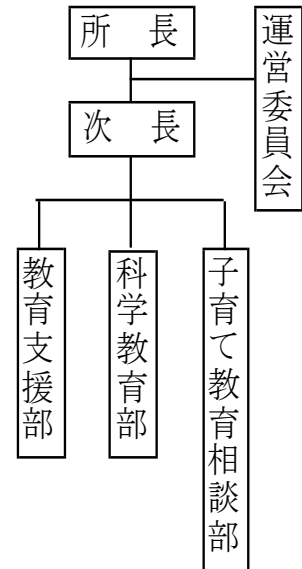 所　長
運営委員会
次　長
教育支援部
科学教育部
子育て教育相談部